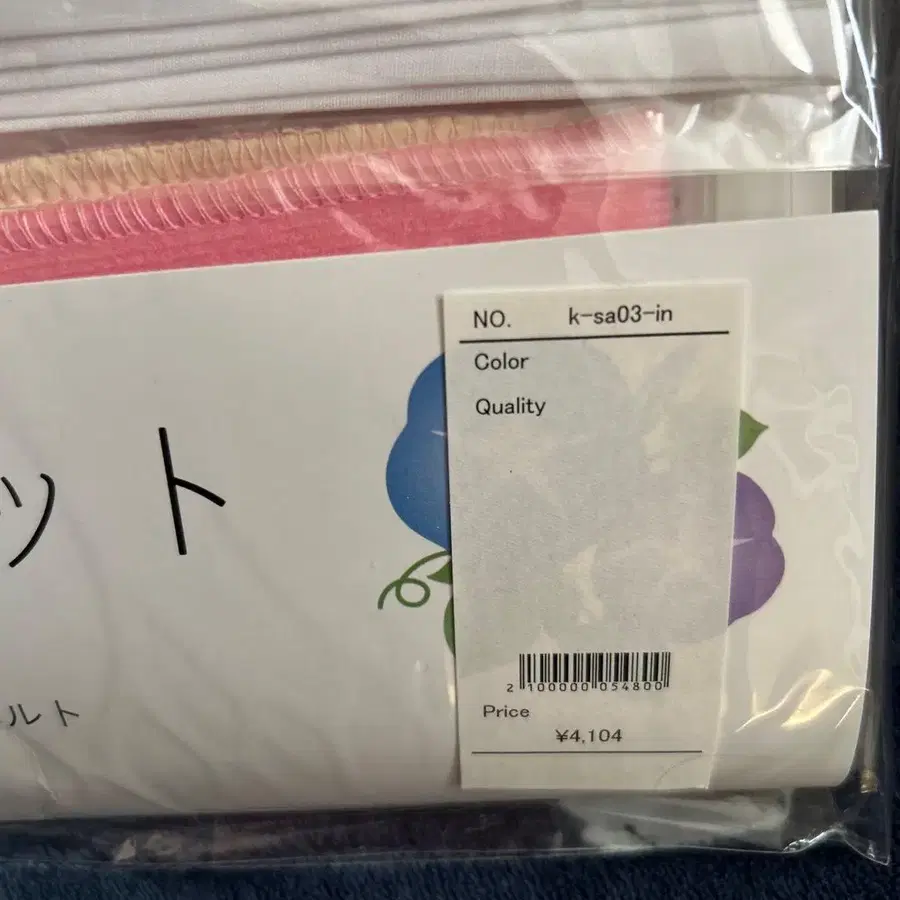 NO. k-sa03-in
Color
Quality
ット
ルト
2 100000 054800
Price
¥4,104